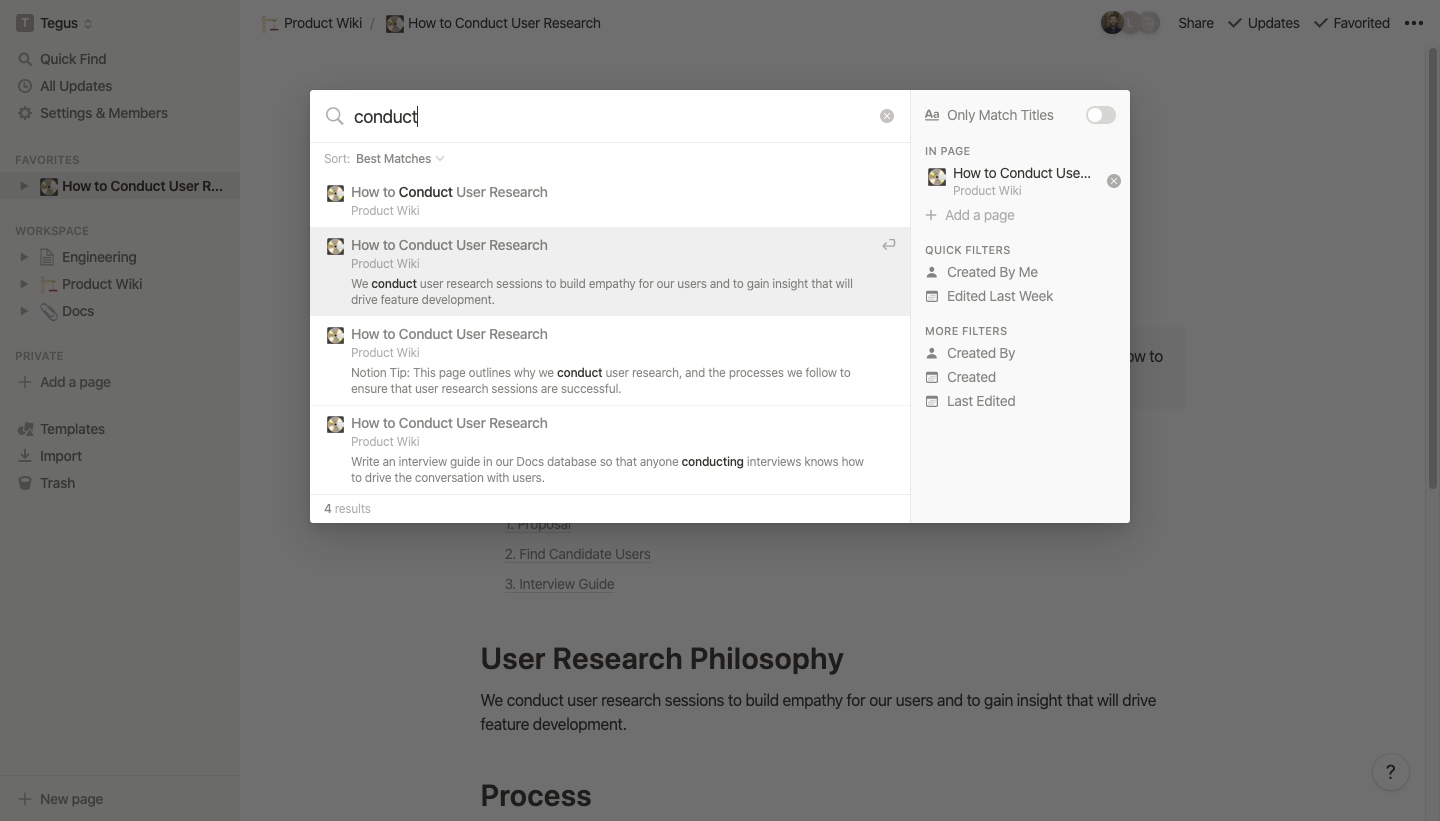 T Tegus
Quick Find
All Updates
Settings & Members
FAVORITES
How to Conduct User R...
WORKSPACE
Engineering
Product Wiki
Docs
PRIVATE
Add a page
Templates
Import
Trash
New page
Product Wiki / How to Conduct User Research
Share Updates Favorited
conduct
Sort: Best Matches
How to Conduct User Research
Product Wiki
How to Conduct User Research
Product Wiki
We conduct user research sessions to build empathy for our users and to gain insight that will
drive feature development.
How to Conduct User Research
Product Wiki
Notion Tip: This page outlines why we conduct user research, and the processes we follow to
ensure that user research sessions are successful.
How to Conduct User Research
Product Wiki
Write an interview guide in our Docs database so that anyone conducting interviews knows how
to drive the conversation with users.
4 results
Aa Only Match Titles
IN PAGE
How to Conduct Use...
Product Wiki
Add a page
QUICK FILTERS
Created By Me
Edited Last Week
MORE FILTERS
Created By
Created
Last Edited
ow to
1. Proposal
2. Find Candidate Users
3. Interview Guide
User Research Philosophy
We conduct user research sessions to build empathy for our users and to gain insight that will drive
feature development.
Process
?